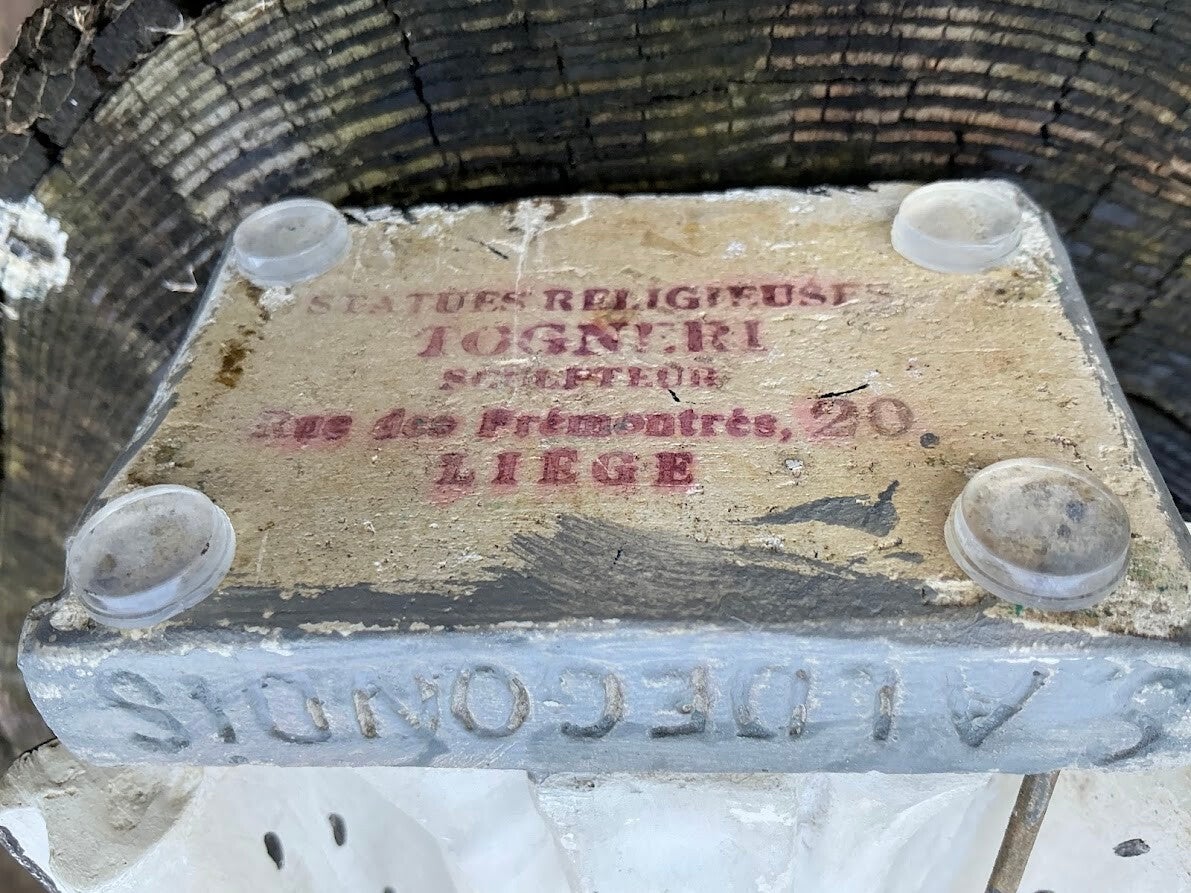 STATUES RELIGIEUSES
TOGNERI
SCULPTEUR
Rue des Prémontrés, 20.
LIEGE
S ALDEGONDIS